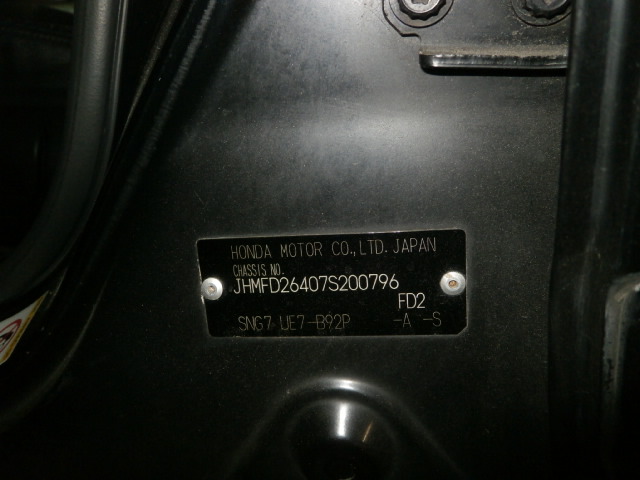 HONDA MOTOR CO.,LTD. JAPAN
CHASSIS NO.
JHMFD26407S200796
FD2
SNG7 UE7-B92P -A -S